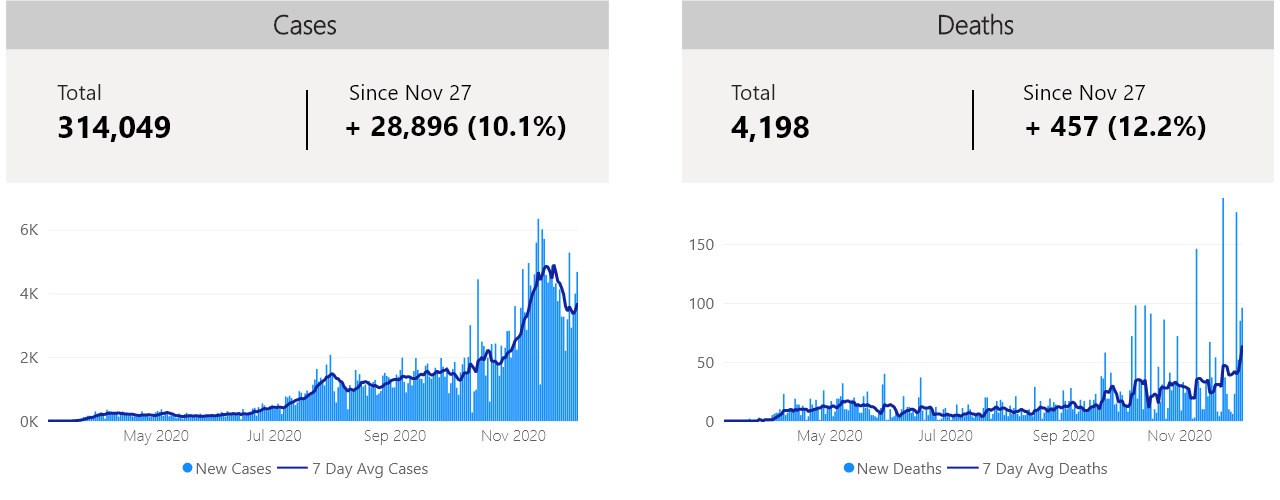 Cases
Total
314,049
Since Nov 27
+ 28,896 (10.1%)
6K
4K
2K
0K
May 2020
Jul 2020
Sep 2020
Nov 2020
New Cases
7 Day Avg Cases
Deaths
Total
4,198
Since Nov 27
+ 457 (12.2%)
150
100
50
0
May 2020
Jul 2020
Sep 2020
Nov 2020
New Deaths
7 Day Avg Deaths